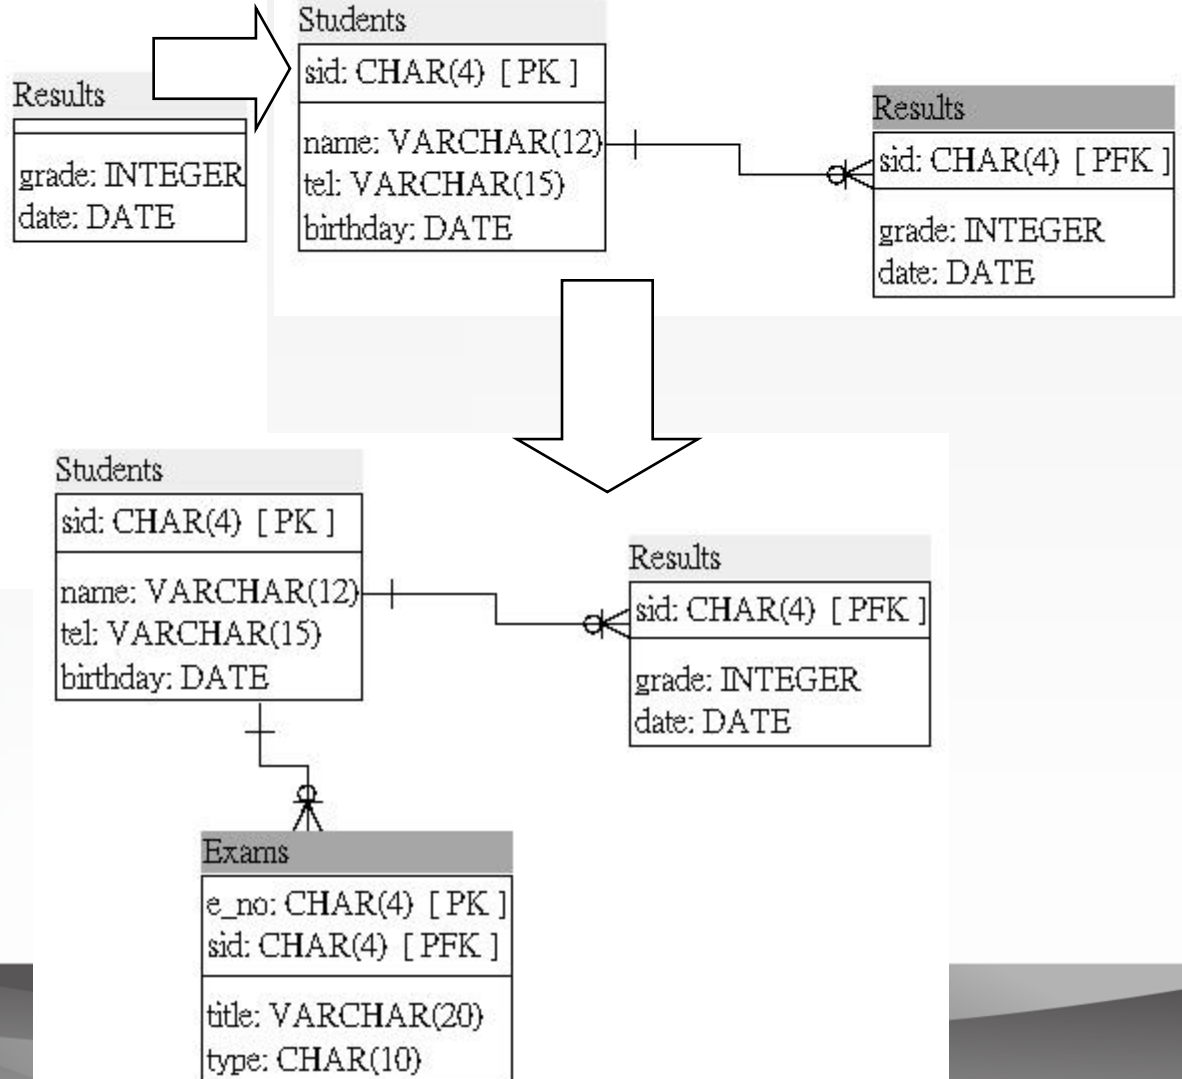 Results
grade: INTEGER
date: DATE
Students
sid: CHAR(4) [ PK ]
name: VARCHAR(12)
tel: VARCHAR(15)
birthday: DATE
Results
sid: CHAR(4) [ PFK ]
grade: INTEGER
date: DATE
Students
sid: CHAR(4) [ PK ]
name: VARCHAR(12)
tel: VARCHAR(15)
birthday: DATE
Results
sid: CHAR(4) [ PFK ]
grade: INTEGER
date: DATE
Exams
e_no: CHAR(4) [ PK ]
sid: CHAR(4) [ PFK ]
title: VARCHAR(20)
type: CHAR(10)